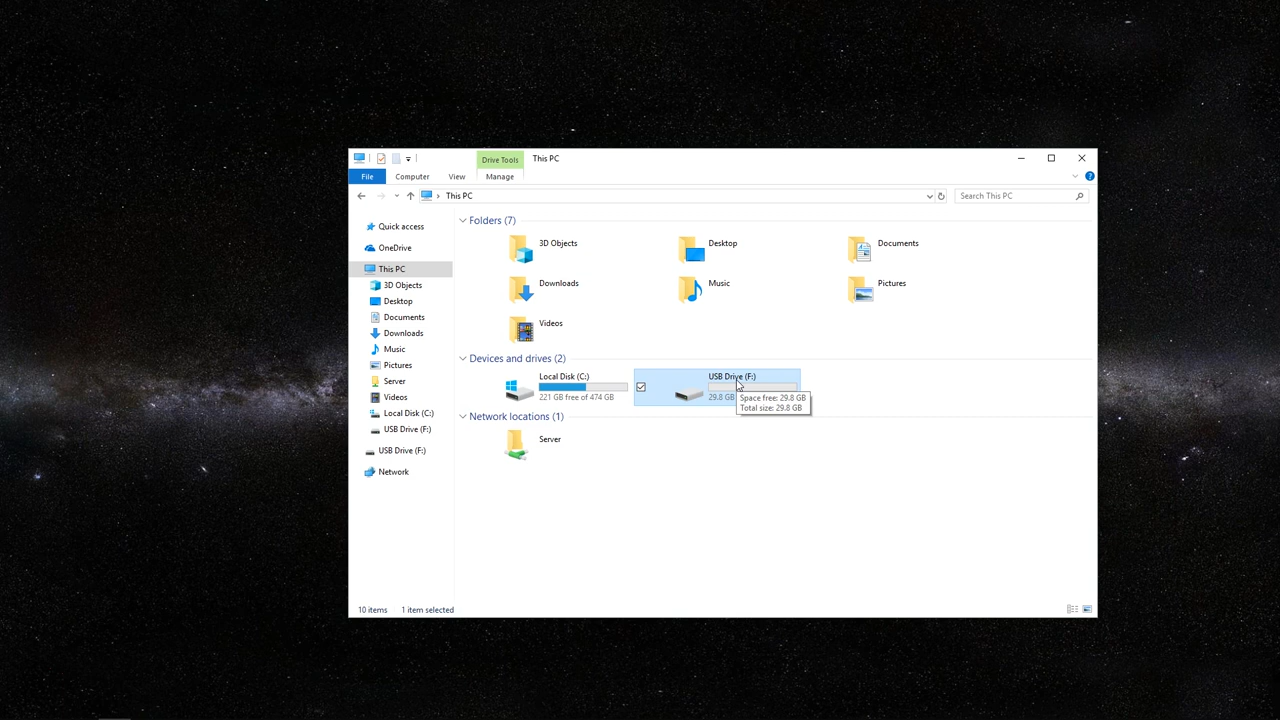 Drive Tools
This PC
File
Computer
View
Manage
This PC
Search This PC
Quick access
OneDrive
This PC
3D Objects
Desktop
Documents
Downloads
Music
Pictures
Server
Videos
Local Disk (C:)
USB Drive (F:)
USB Drive (F:)
Network
Folders (7)
3D Objects
Desktop
Documents
Downloads
Music
Pictures
Videos
Devices and drives (2)
Local Disk (C:)
221 GB free of 474 GB
USB Drive (F:)
29.8 GB
Space free: 29.8 GB
Total size: 29.8 GB
Network locations (1)
Server
10 items
1 item selected